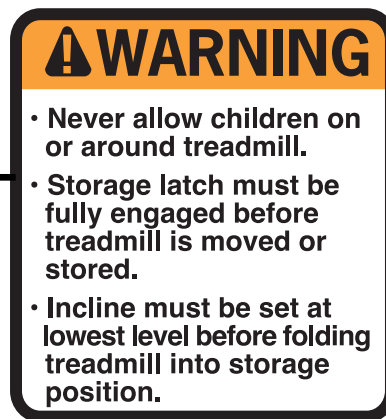 WARNING
· Never allow children on
or around treadmill.
· Storage latch must be
fully engaged before
treadmill is moved or
stored.
· Incline must be set at
lowest level before folding
treadmill into storage
position.